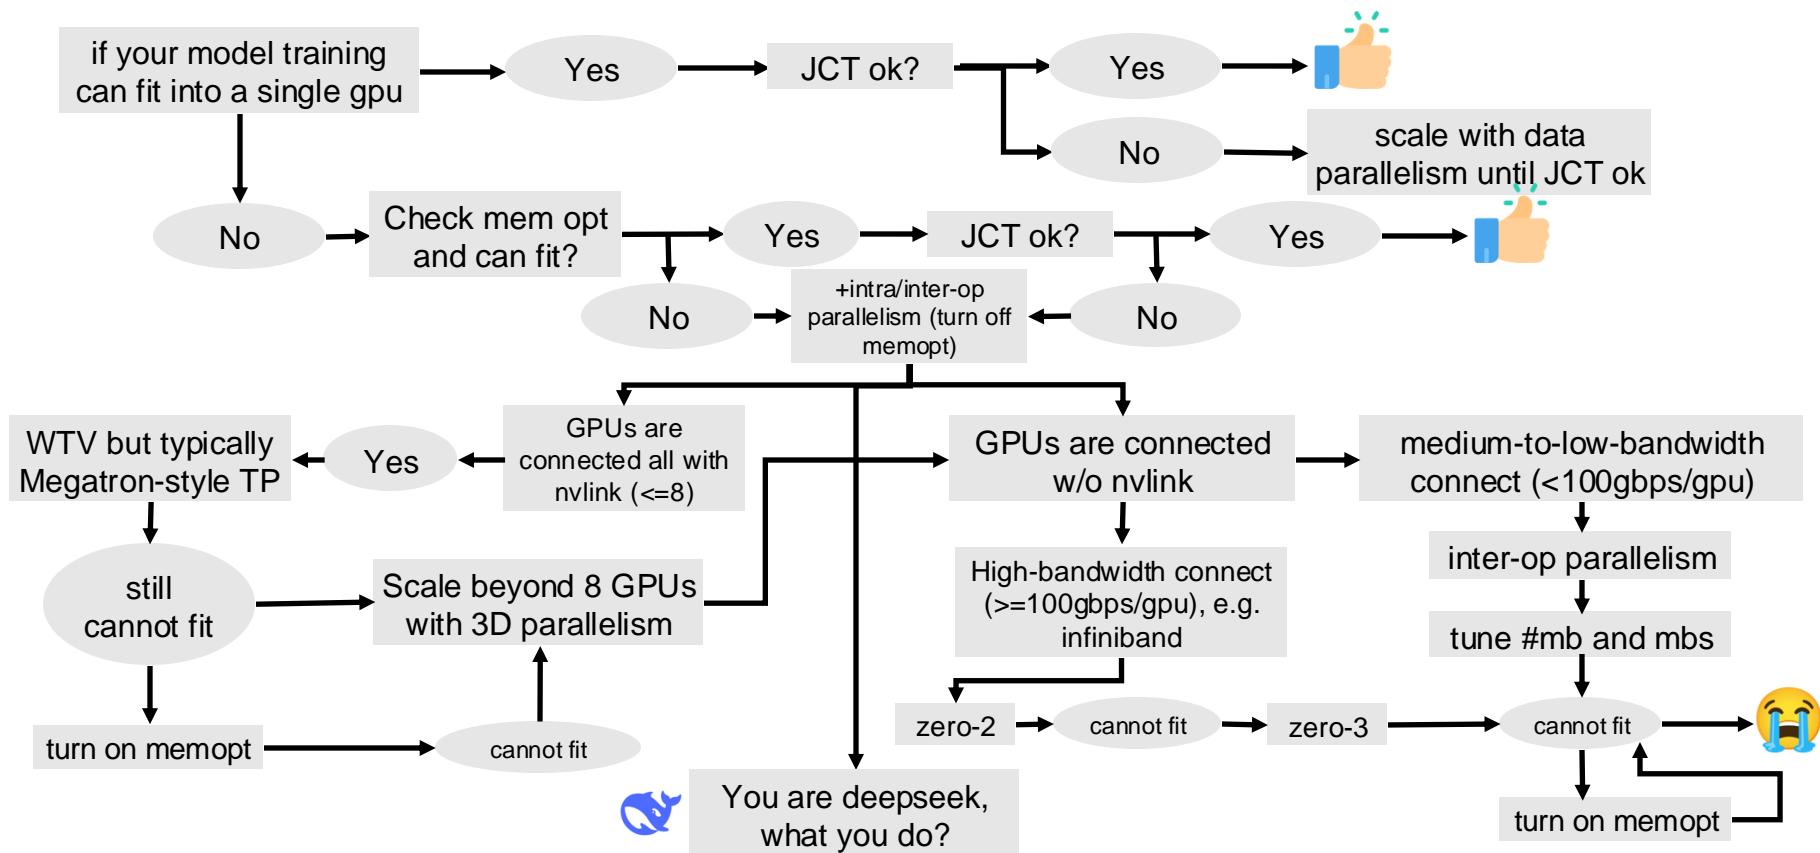 if your model training
can fit into a single gpu
Yes
JCT ok?
Yes
No
scale with data
parallelism until JCT ok
No
Check mem opt
and can fit?
Yes
JCT ok?
Yes
No
+intra/inter-op
parallelism (turn off
memopt)
No
WTV but typically
Megatron-style TP
Yes
GPUs are
connected all with
nvlink (<=8)
GPUs are connected
w/o nvlink
medium-to-low-bandwidth
connect (<100gbps/gpu)
still
cannot fit
Scale beyond 8 GPUs
with 3D parallelism
High-bandwidth connect
(>=100gbps/gpu), e.g.
infiniband
inter-op parallelism
tune #mb and mbs
turn on memopt
cannot fit
zero-2
cannot fit
zero-3
cannot fit
You are deepseek,
what you do?
turn on memopt